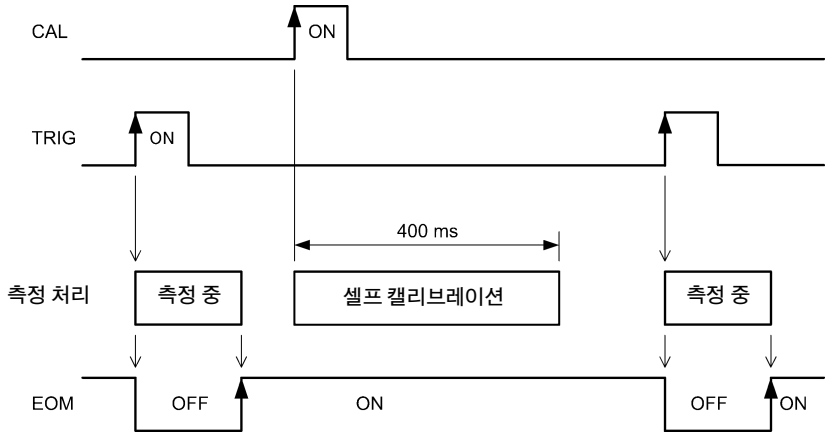 CAL
ON
TRIG
ON
400 ms
측정 처리
측정 중
셀프 캘리브레이션
측정 중
EOM
OFF
ON
OFF
ON